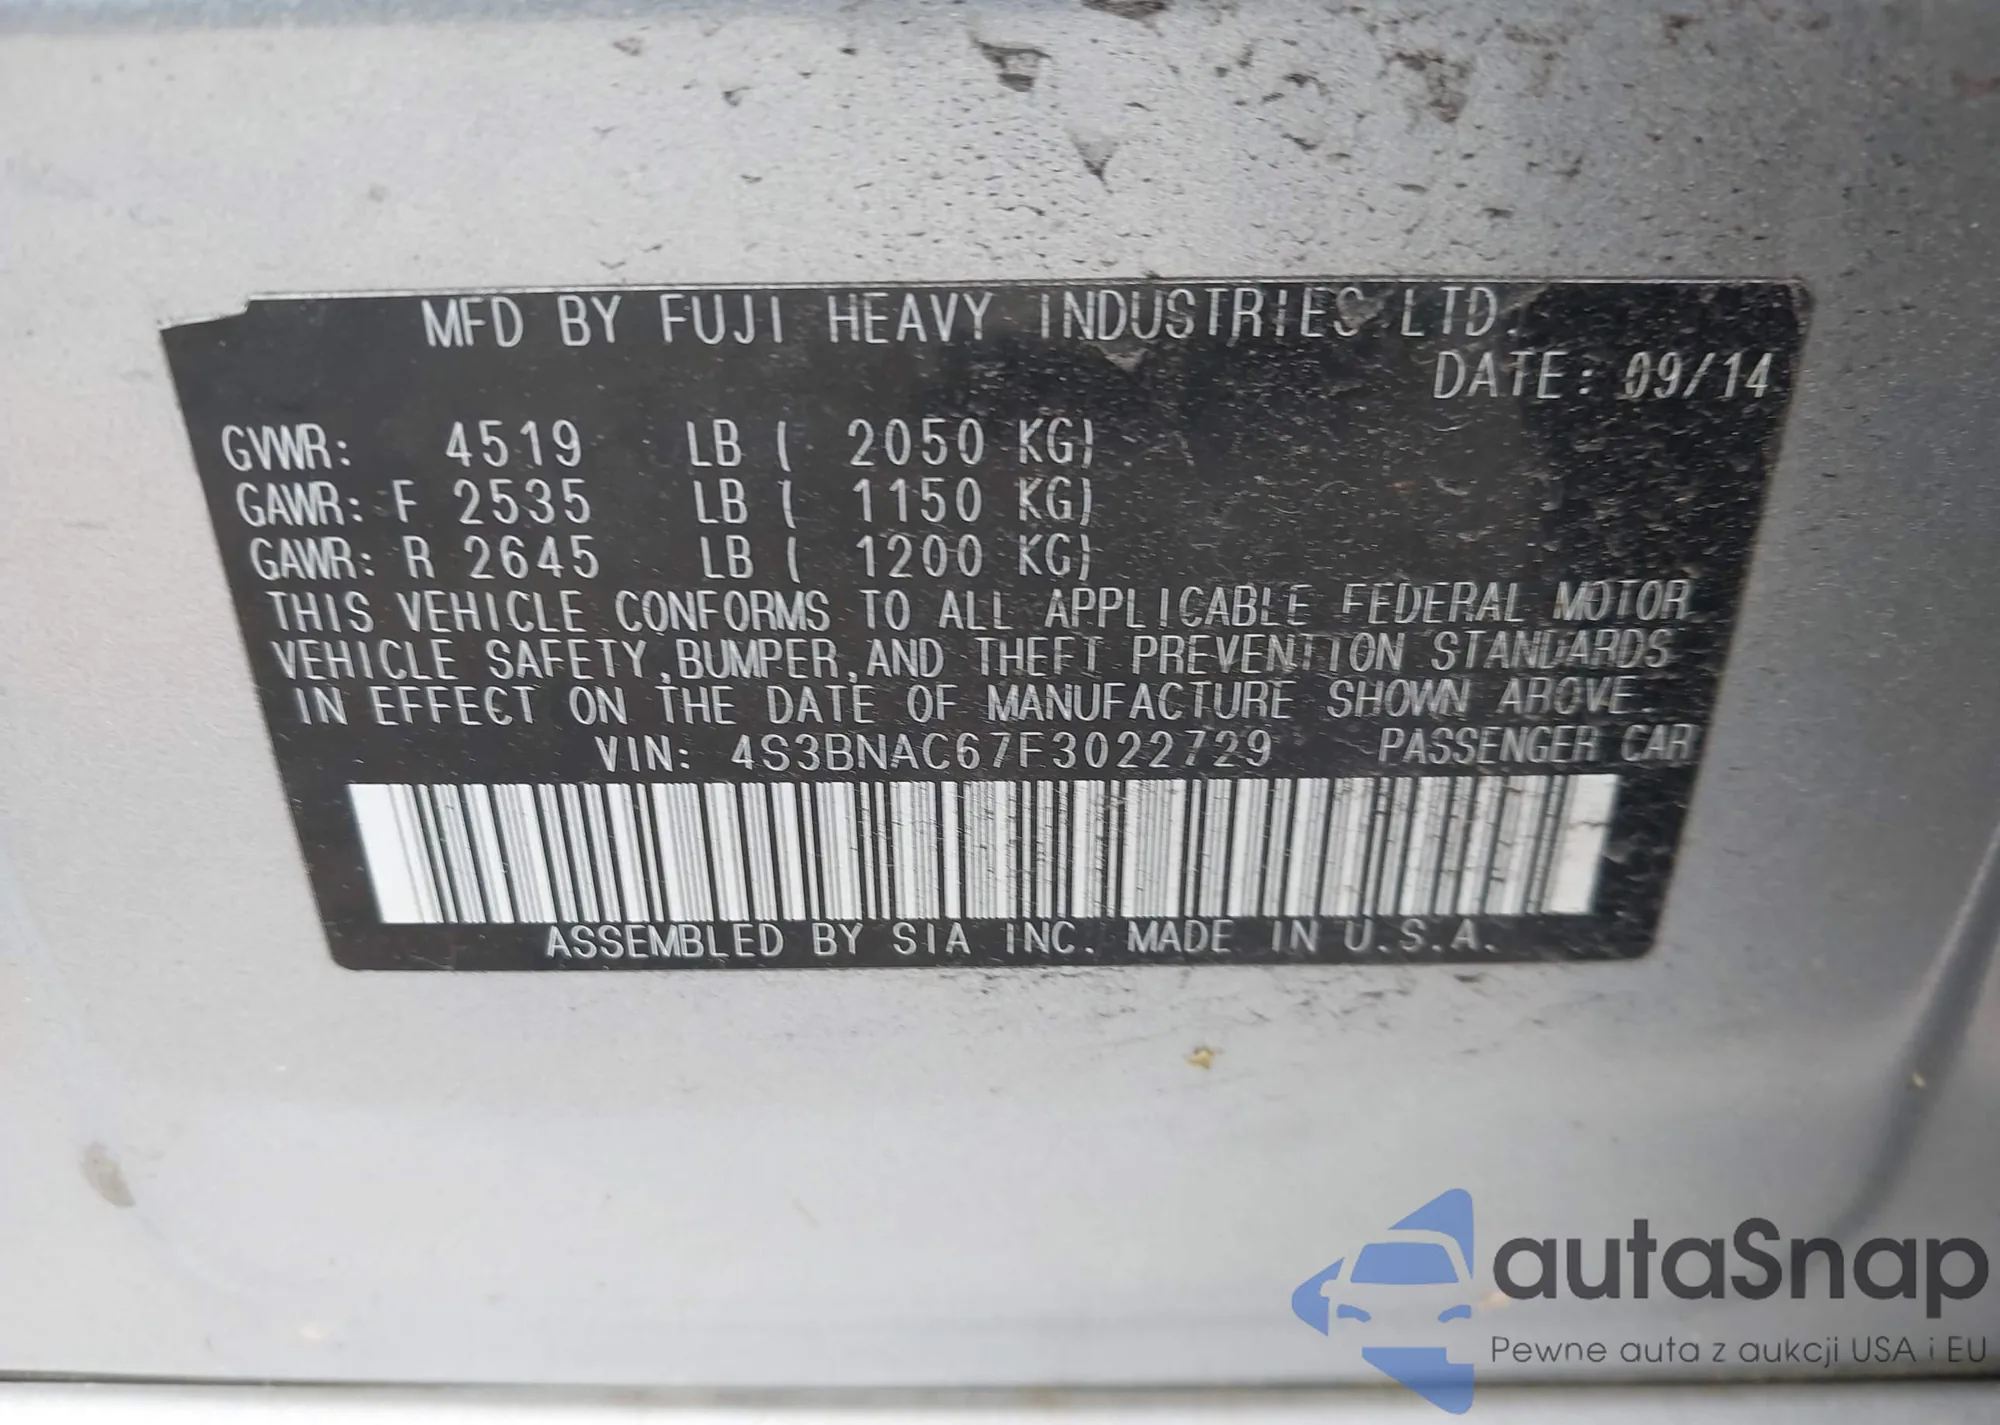 MFD BY FUJI HEAVY INDUSTRIES LTD.
DATE: 09/14
GVWR: 4519 LB ( 2050 KG)
GAWR: F 2535 LB ( 1150 KG)
GAWR: R 2645 LB ( 1200 KG)
THIS VEHICLE CONFORMS TO ALL APPLICABLE FEDERAL MOTOR
VEHICLE SAFETY,BUMPER,AND THEFT PREVENTION STANDARDS
IN EFFECT ON THE DATE OF MANUFACTURE SHOWN ABOVE.
VIN: 4S3BNAC67F3022729 PASSENGER CAR
ASSEMBLED BY SIA INC. MADE IN U.S.A.
autaSnap
Pewne auta z aukcji USA i EU